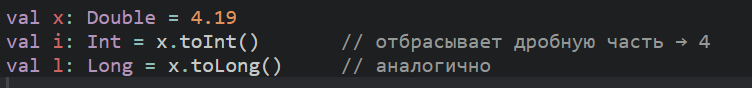 val x: Double = 4.19
val i: Int = x.toInt()       // отбрасывает дробную часть → 4
val l: Long = x.toLong()     // аналогично